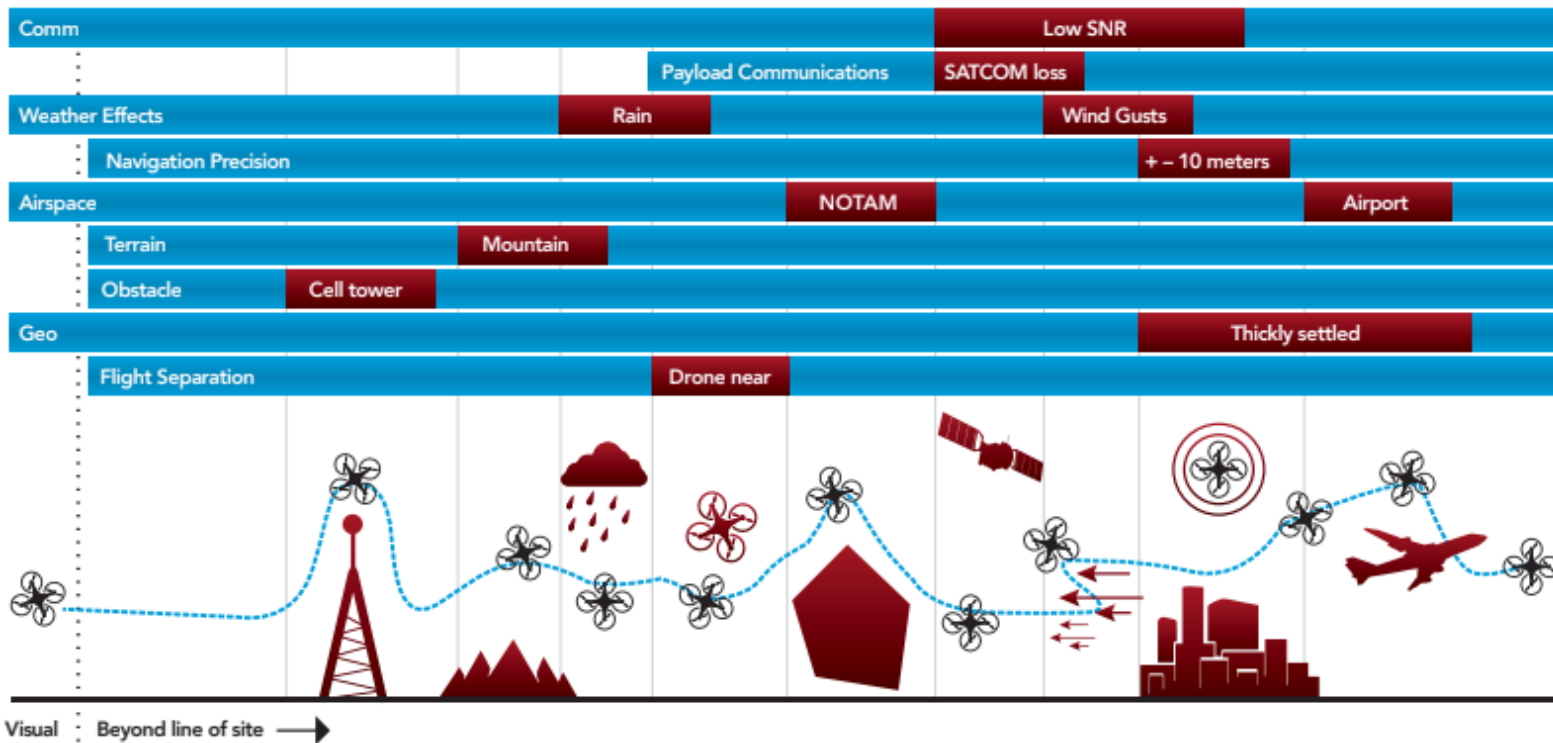 Comm
Low SNR
Payload Communications
SATCOM loss
Weather Effects
Rain
Wind Gusts
Navigation Precision
+ – 10 meters
Airspace
NOTAM
Airport
Terrain
Mountain
Obstacle
Cell tower
Geo
Thickly settled
Flight Separation
Drone near
Visual
Beyond line of site